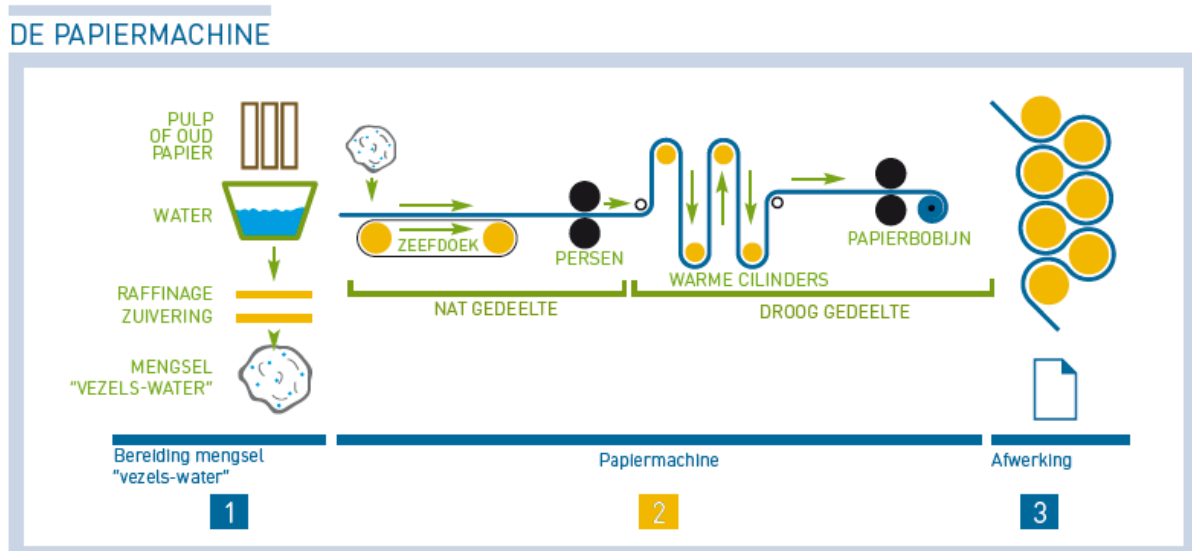 DE PAPIERMACHINE
PULP
OF OUD
PAPIER
WATER
RAFFINAGE
ZUIVERING
MENGSEL
"VEZELS-WATER"
ZEEFDOEK
PERSEN
NAT GEDEELTE
WARME CILINDERS
PAPIERBOBIJN
DROOG GEDEELTE
Bereiding mengsel
"vezels-water"
1
Papiermachine
2
Afwerking
3